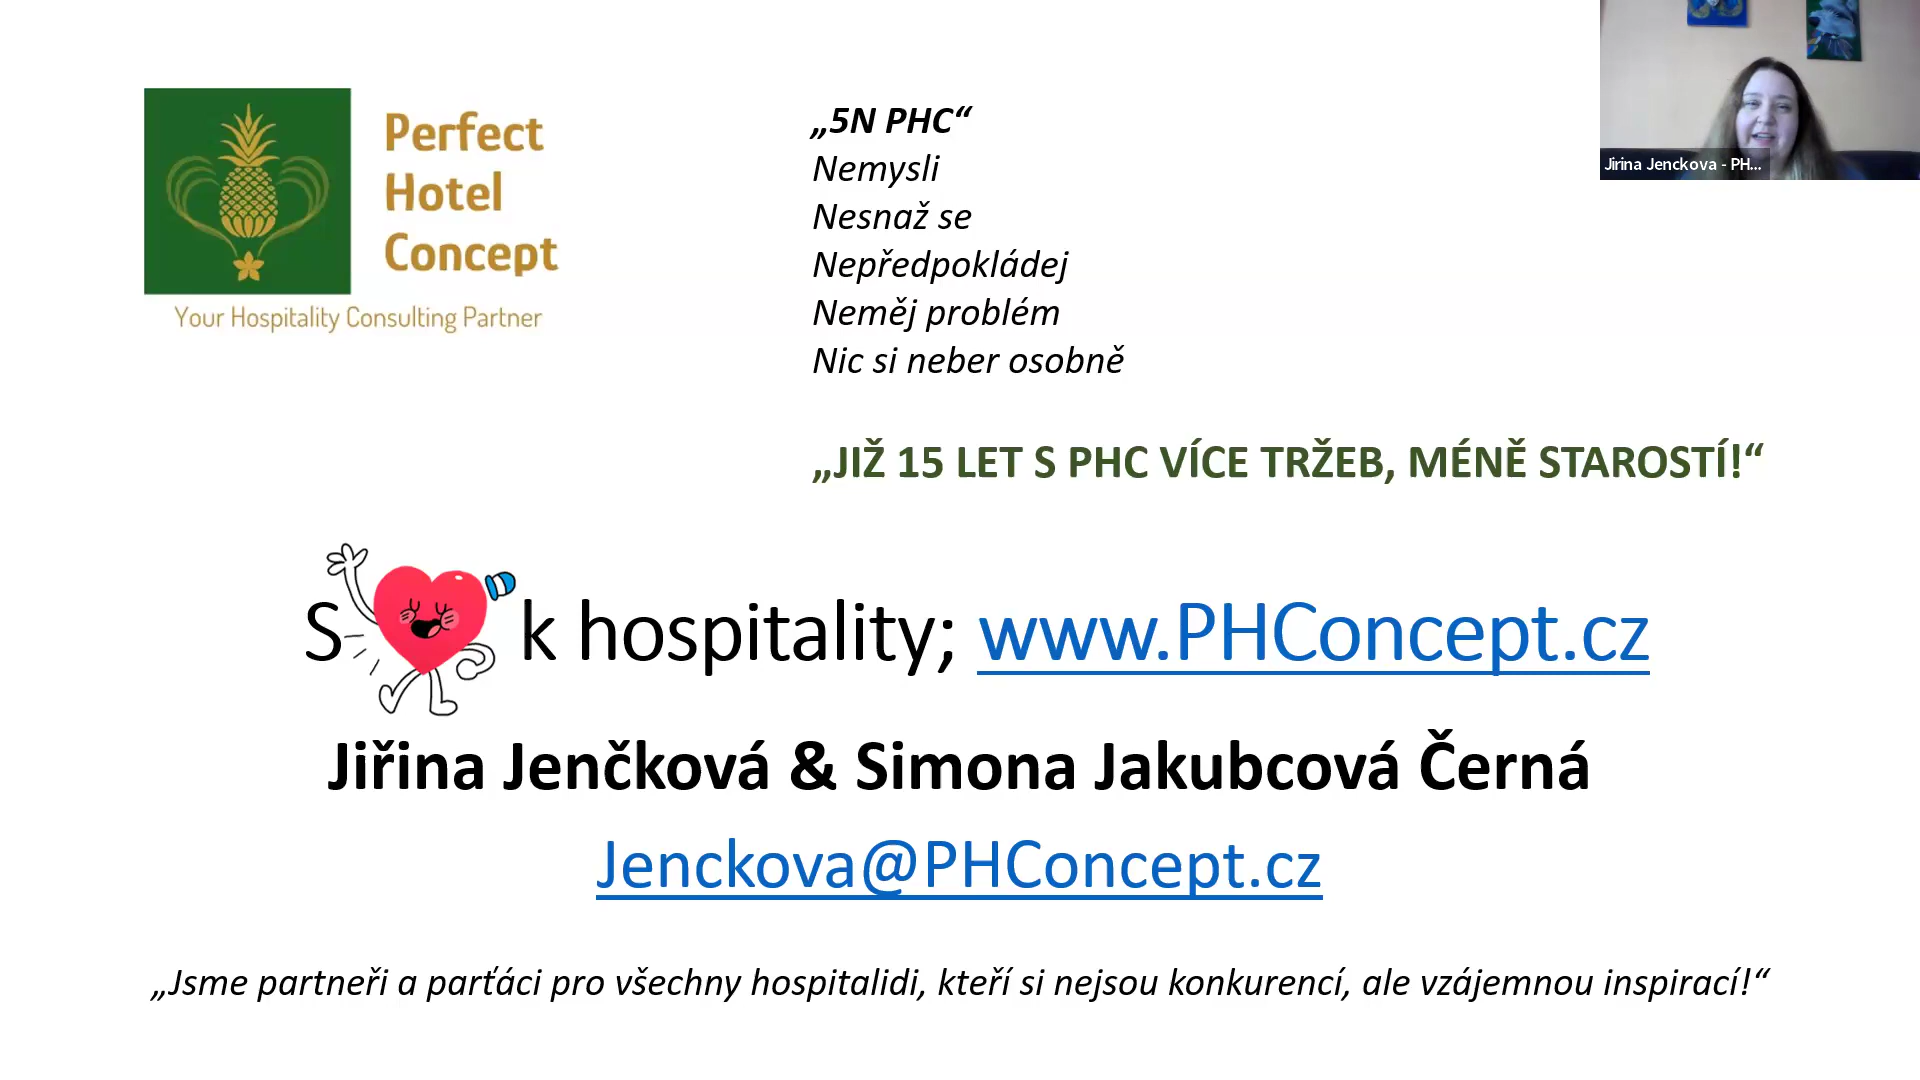 Perfect
Hotel
Concept
Your Hospitality Consulting Partner
„5N PHC“
Nemysli
Nesnaž se
Nepředpokládej
Neměj problém
Nic si neber osobně
Jirina Jenckova - PH...
„JIŽ 15 LET S PHC VÍCE TRŽEB, MÉNĚ STAROSTÍ!“
S k hospitality; www.PHConcept.cz
Jiřina Jenčková & Simona Jakubcová Černá
Jenckova@PHConcept.cz
„Jsme partneři a parťáci pro všechny hospitalidi, kteří si nejsou konkurencí, ale vzájemnou inspirací!“